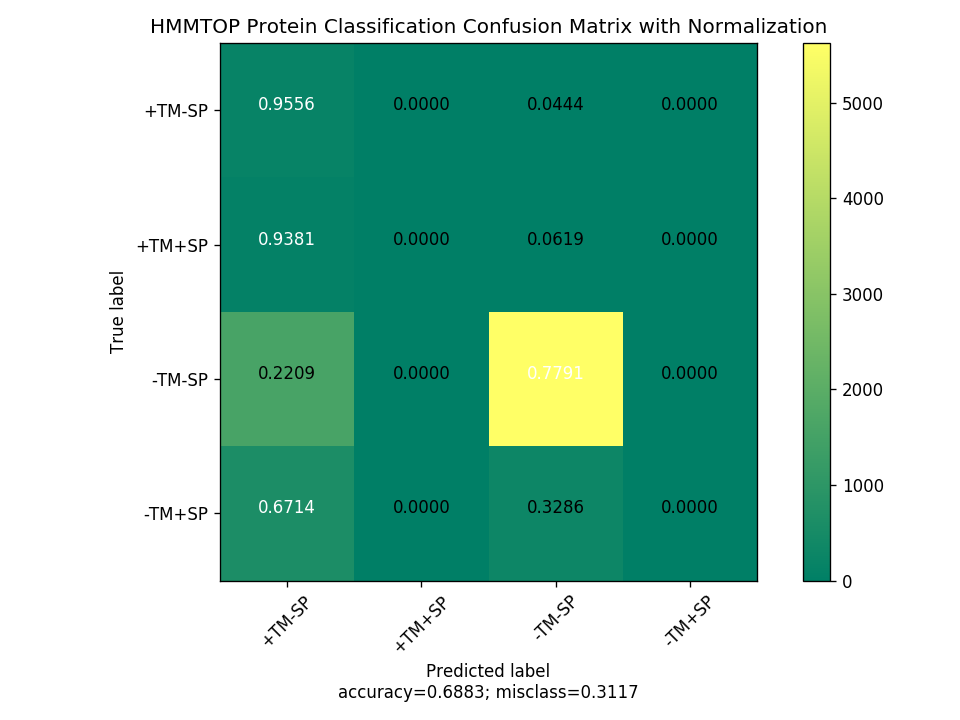 HMMTOP Protein Classification Confusion Matrix with Normalization
+TM-SP 0.9556 0.0000 0.0444 0.0000
+TM+SP 0.9381 0.0000 0.0619 0.0000
-TM-SP 0.2209 0.0000 0.7791 0.0000
-TM+SP 0.6714 0.0000 0.3286 0.0000
True label
+TM-SP +TM+SP -TM-SP -TM+SP
Predicted label
accuracy=0.6883; misclass=0.3117
5000
4000
3000
2000
1000
0